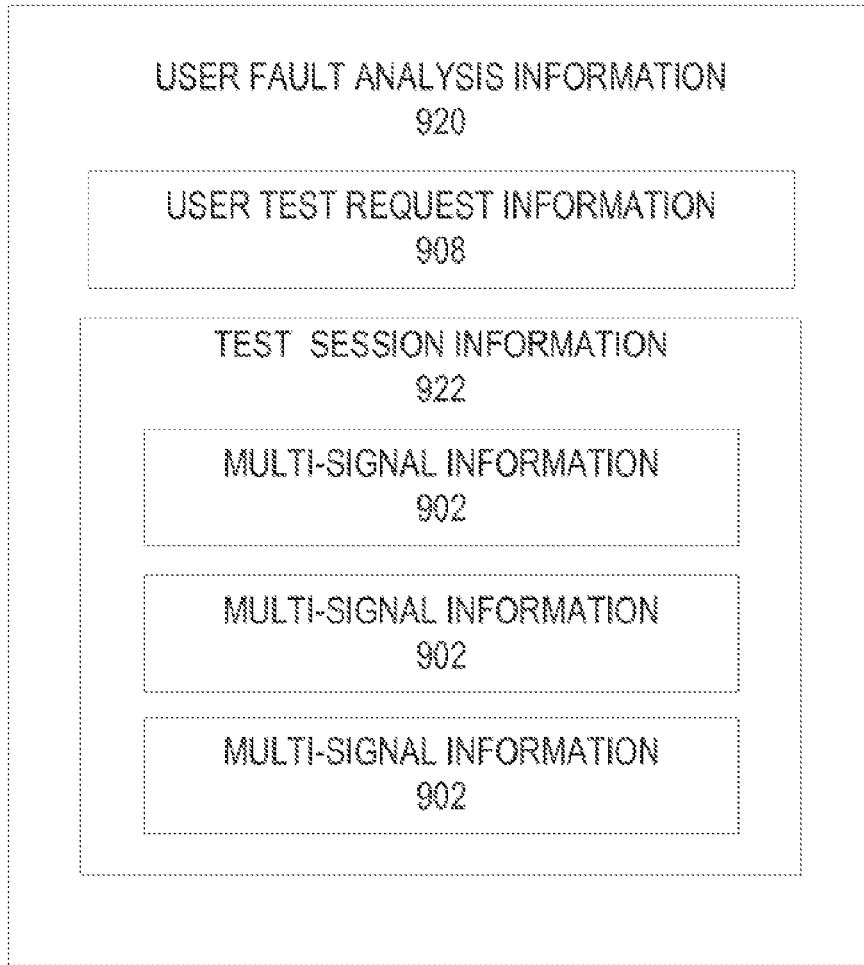 USER FAULT ANALYSIS INFORMATION
920
USER TEST REQUEST INFORMATION
908
TEST SESSION INFORMATION
922
MULTI-SIGNAL INFORMATION
902
MULTI-SIGNAL INFORMATION
902
MULTI-SIGNAL INFORMATION
902